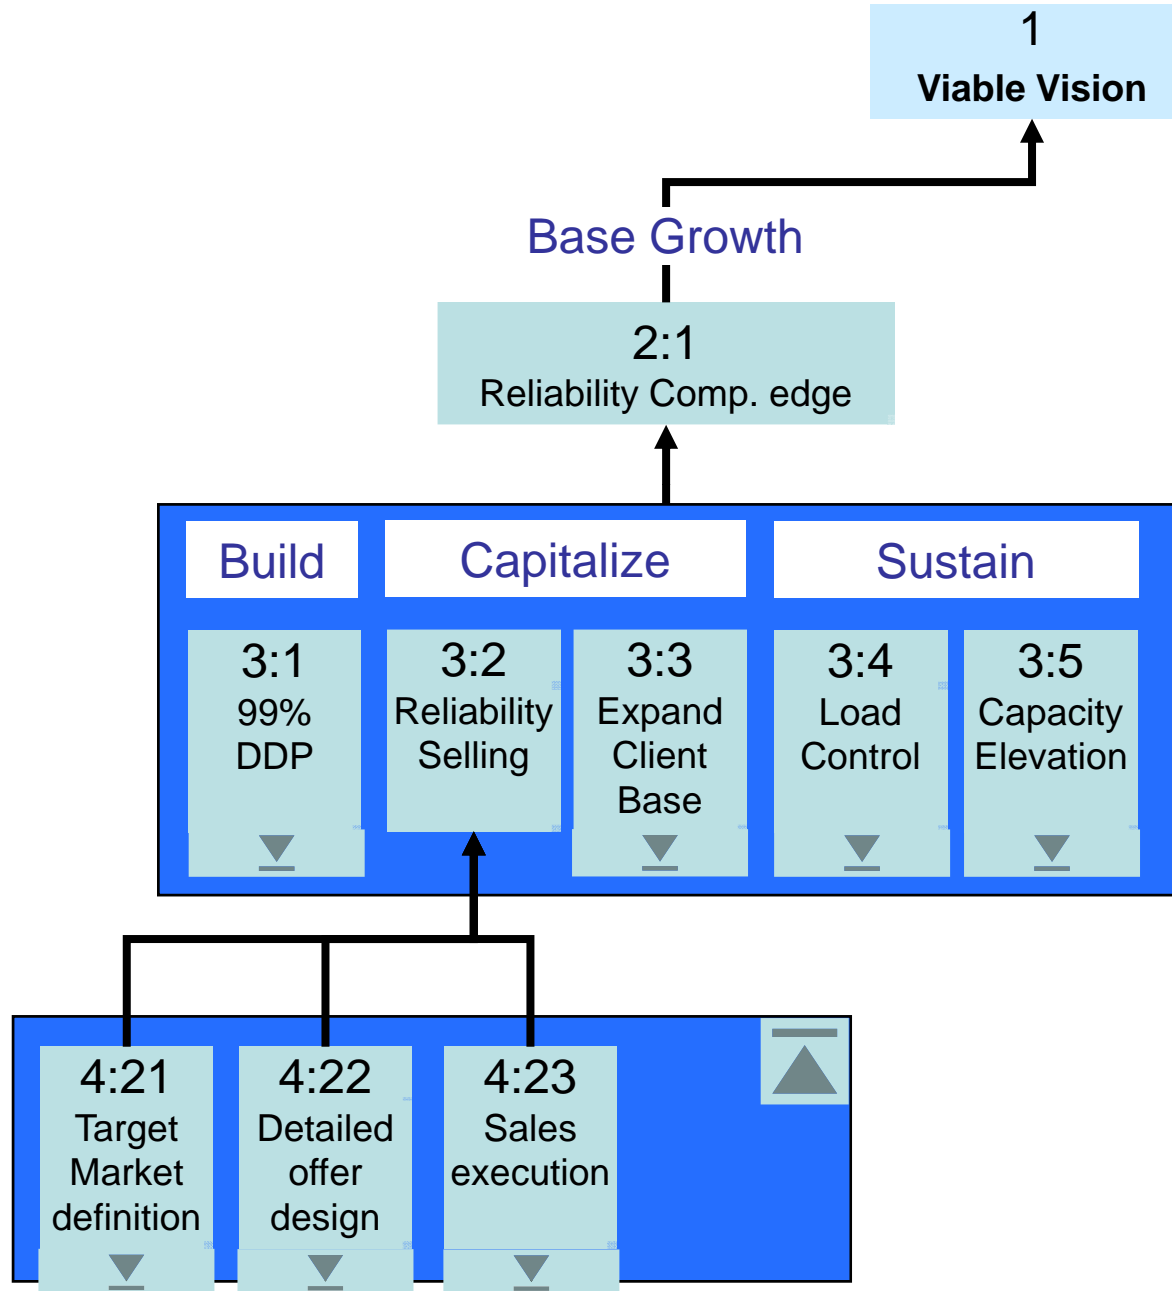 1
Viable Vision
Base Growth
2:1
Reliability Comp. edge
Build
Capitalize
Sustain
3:1
99%
DDP
3:2
Reliability
Selling
3:3
Expand
Client
Base
3:4
Load
Control
3:5
Capacity
Elevation
4:21
Target
Market
definition
4:22
Detailed
offer
design
4:23
Sales
execution